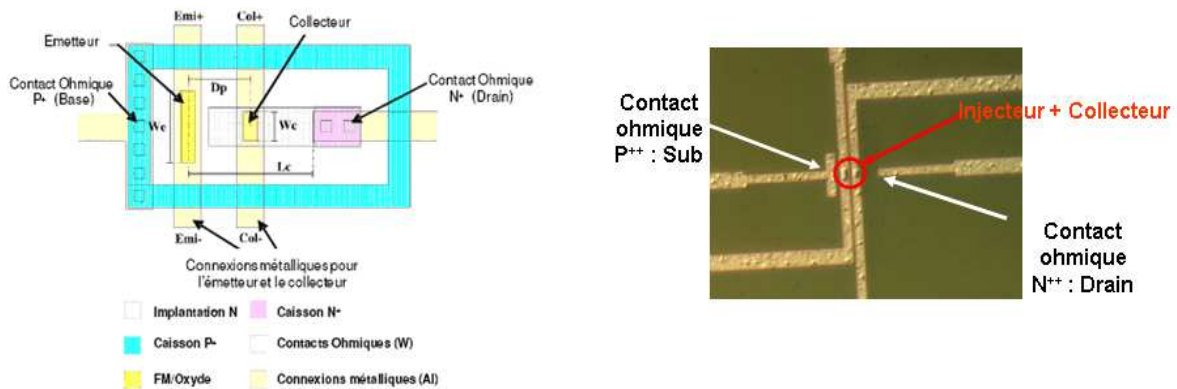 Emi+
Col+
Collecteur
Emetteur
Contact Ohmique
P+ (Base)
Dp
Contact Ohmique
N+ (Drain)
We
Wc
Lc
Emi-
Col-
Connexions métalliques pour
l'émetteur et le collecteur
Implantation N
Caisson N+
Caisson P+
Contacts Ohmiques (W)
FM/Oxyde
Connexions métalliques (Al)
Contact
ohmique
P++ : Sub
Injecteur + Collecteur
Contact
ohmique
N++ : Drain